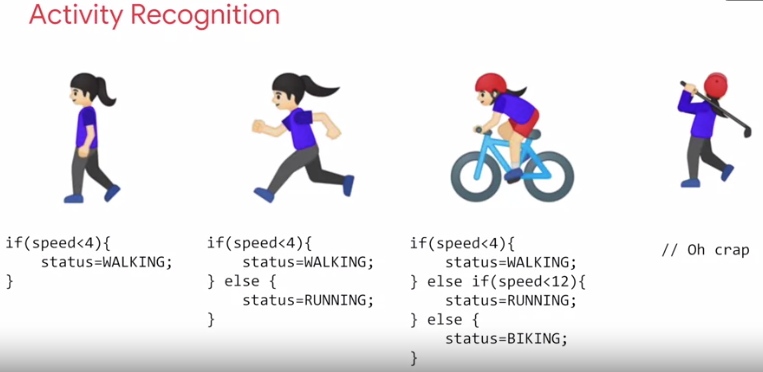 Activity Recognition
if(speed<4){
    status=WALKING;
}
if(speed<4){
    status=WALKING;
} else {
    status=RUNNING;
}
if(speed<4){
    status=WALKING;
} else if(speed<12){
    status=RUNNING;
} else {
    status=BIKING;
}
// Oh crap